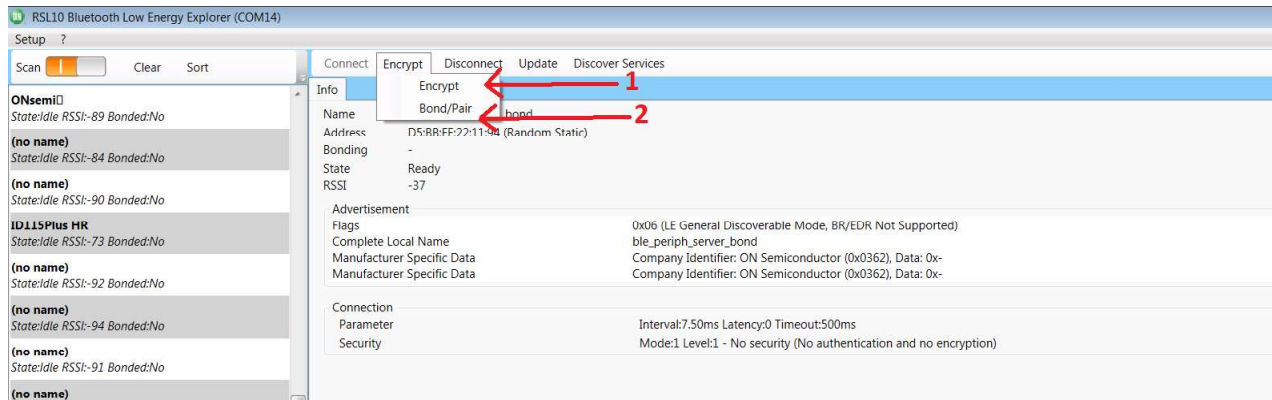 RSL10 Bluetooth Low Energy Explorer (COM14)
Setup ?
Scan Clear Sort
Connect Encrypt Disconnect Update Discover Services
Encrypt 1
Bond/Pair 2
Info
ONsemi
State:Idle RSSI:-89 Bonded:No
(no name)
State:Idle RSSI:-84 Bonded:No
(no name)
State:Idle RSSI:-90 Bonded:No
ID115Plus HR
State:Idle RSSI:-73 Bonded:No
(no name)
State:Idle RSSI:-92 Bonded:No
(no name)
State:Idle RSSI:-94 Bonded:No
(no name)
State:Idle RSSI:-91 Bonded:No
(no name)
Name bond
Address D5:BB:FF:22:11:94 (Random Static)
Bonding -
State Ready
RSSI -37
Advertisement
Flags 0x06 (LE General Discoverable Mode, BR/EDR Not Supported)
Complete Local Name ble_periph_server_bond
Manufacturer Specific Data Company Identifier: ON Semiconductor (0x0362), Data: 0x-
Manufacturer Specific Data Company Identifier: ON Semiconductor (0x0362), Data: 0x-
Connection
Parameter Interval:7.50ms Latency:0 Timeout:500ms
Security Mode:1 Level:1 - No security (No authentication and no encryption)